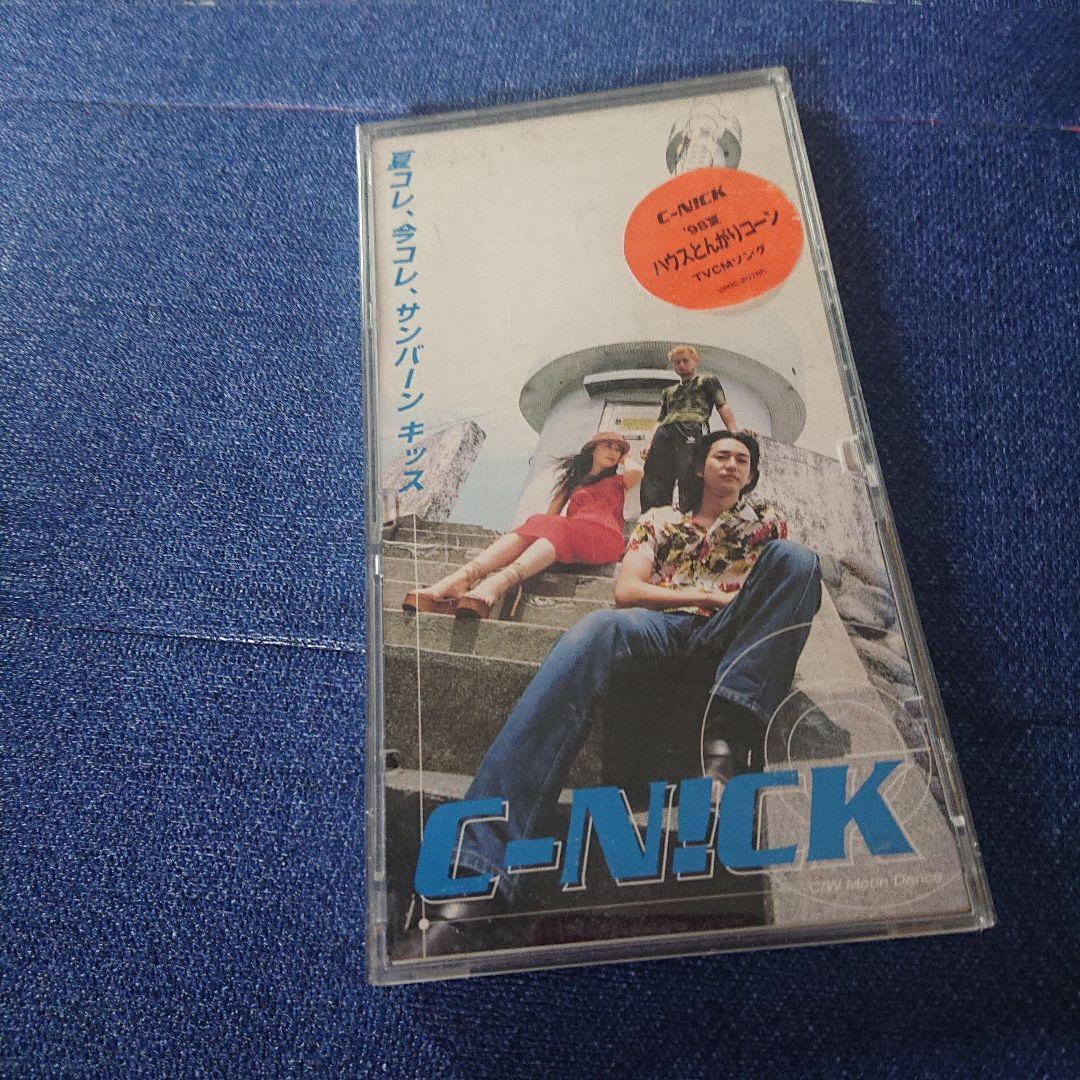 夏コレ、今コレ、サンバーン キッス
C-N!CK
'98夏
ハウスとんがりコーン
TVCMソング
C-N!CK
C/W Moon Dance